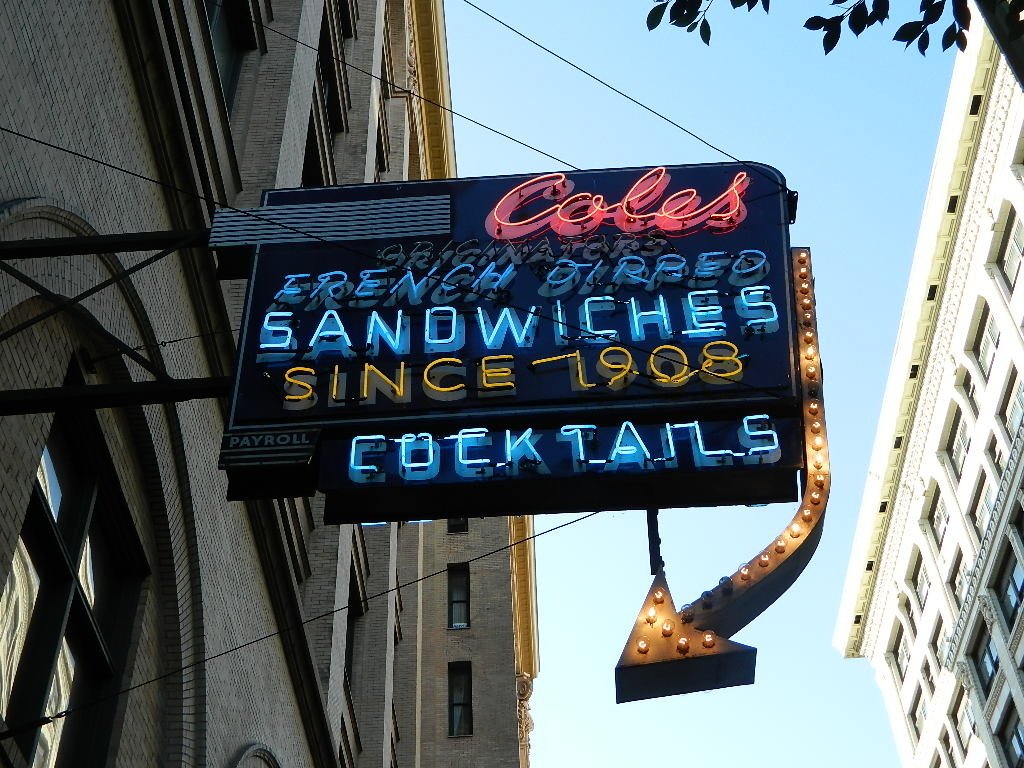 Coles
ORIGINATORS
FRENCH DIPPED
SANDWICHES
SINCE 1908
PAYROLL
COCKTAILS